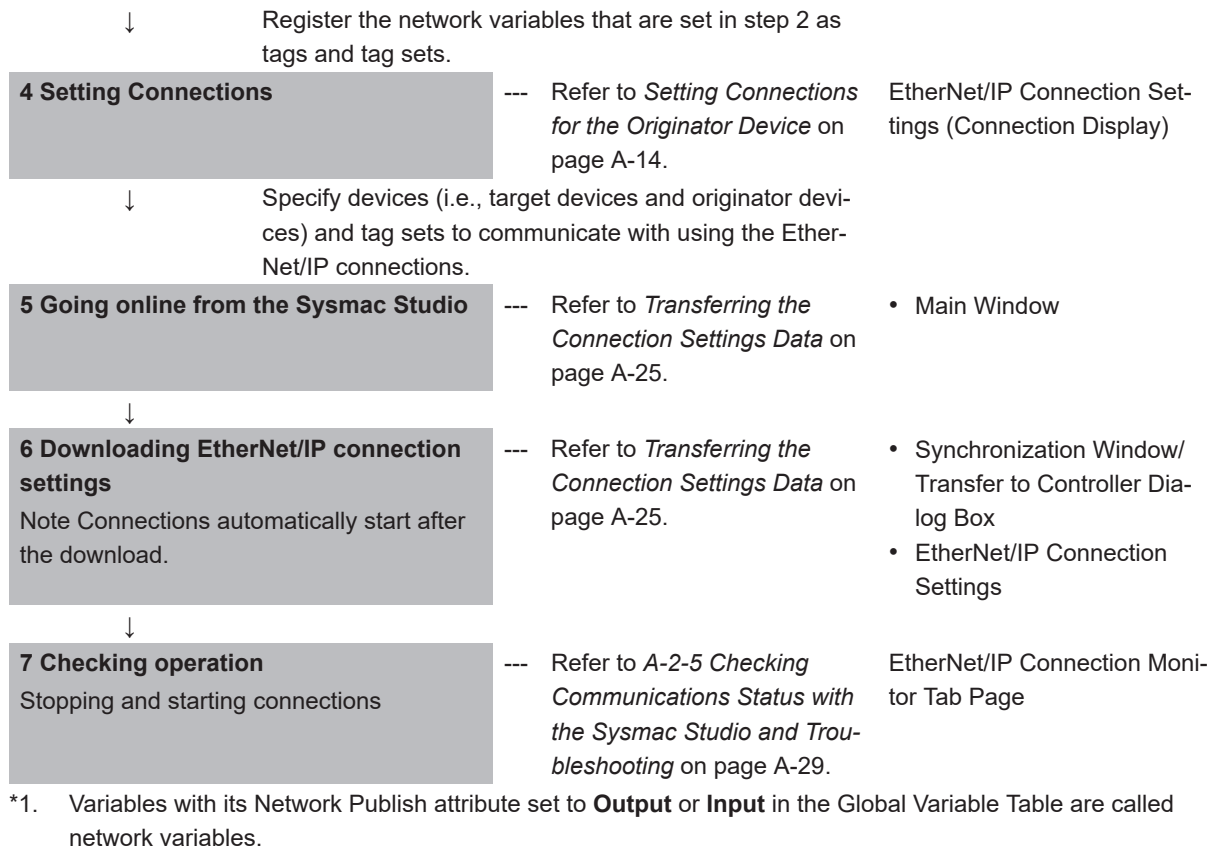 ↓ Register the network variables that are set in step 2 as
tags and tag sets.
4 Setting Connections --- Refer to Setting Connections EtherNet/IP Connection Set-
for the Originator Device on tings (Connection Display)
page A-14.
↓ Specify devices (i.e., target devices and originator devi-
ces) and tag sets to communicate with using the Ether-
Net/IP connections.
5 Going online from the Sysmac Studio --- Refer to Transferring the • Main Window
Connection Settings Data on
page A-25.
↓
6 Downloading EtherNet/IP connection --- Refer to Transferring the • Synchronization Window/
settings Connection Settings Data on Transfer to Controller Dia-
Note Connections automatically start after page A-25. log Box
the download. • EtherNet/IP Connection
Settings
↓
7 Checking operation --- Refer to A-2-5 Checking EtherNet/IP Connection Moni-
Stopping and starting connections Communications Status with tor Tab Page
the Sysmac Studio and Trou-
bleshooting on page A-29.
*1. Variables with its Network Publish attribute set to Output or Input in the Global Variable Table are called
network variables.